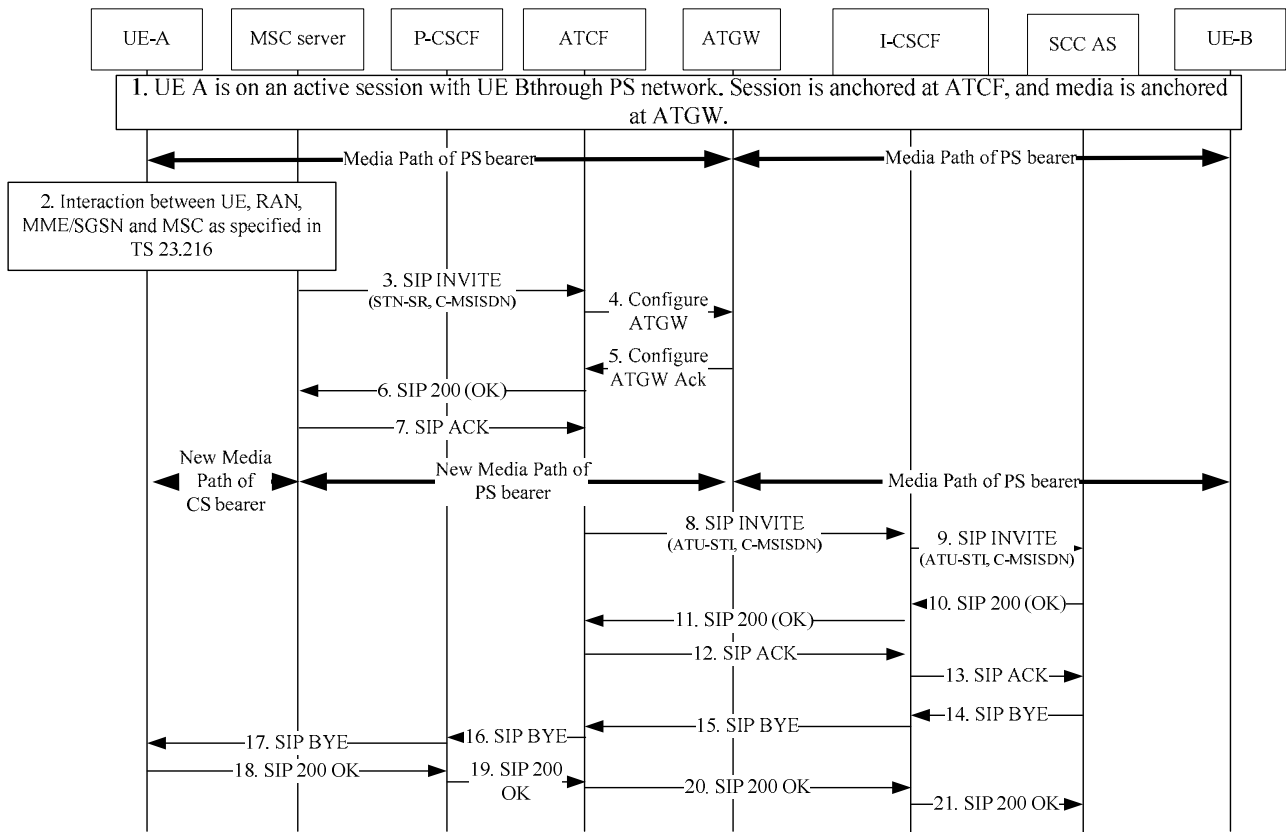 UE-A
MSC server
P-CSCF
ATCF
ATGW
I-CSCF
SCC AS
UE-B
1. UE A is on an active session with UE Bthrough PS network. Session is anchored at ATCF, and media is anchored
at ATGW.
Media Path of PS bearer
Media Path of PS bearer
2. Interaction between UE, RAN,
MME/SGSN and MSC as specified in
TS 23.216
3. SIP INVITE
(STN-SR, C-MSISDN)
4. Configure
ATGW
5. Configure
ATGW Ack
6. SIP 200 (OK)
7. SIP ACK
New Media
Path of
CS bearer
New Media Path of
PS bearer
Media Path of PS bearer
8. SIP INVITE
(ATU-STI, C-MSISDN)
9. SIP INVITE
(ATU-STI, C-MSISDN)
10. SIP 200 (OK)
11. SIP 200 (OK)
12. SIP ACK
13. SIP ACK
14. SIP BYE
15. SIP BYE
16. SIP BYE
17. SIP BYE
18. SIP 200 OK
19. SIP 200
OK
20. SIP 200 OK
21. SIP 200 OK